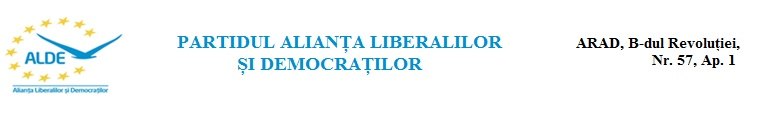 ALDE
Alianța Liberalilor și Democraților
PARTIDUL ALIANȚA LIBERALILOR
ȘI DEMOCRAȚILOR
ARAD, B-dul Revoluției,
Nr. 57, Ap. 1